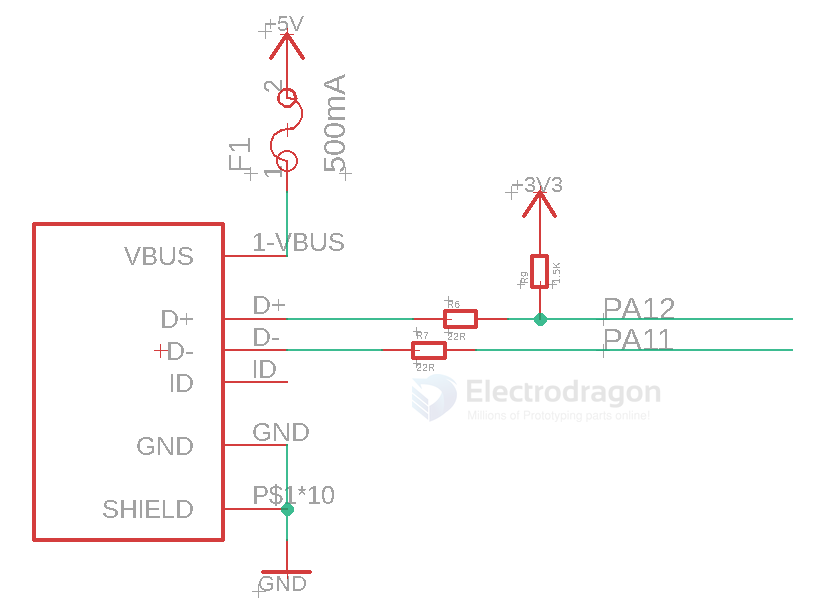 +5V
2
F1
500mA
1
+3V3
VBUS
1-VBUS
R9
1.5K
D+
D+
R6
22R
PA12
D-
D-
R7
22R
PA11
ID
ID
Electrodragon
Millions of Prototyping parts online!
GND
GND
SHIELD
P$1*10
GND